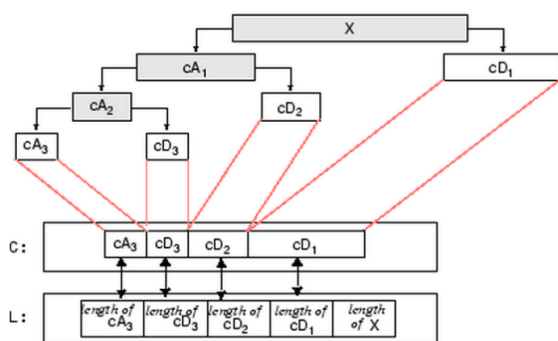 X
cA1
cD1
cA2
cD2
cA3
cD3
C:
cA3 cD3 cD2 cD1
L:
length of cA3
length of cD3
length of cD2
length of cD1
length of X